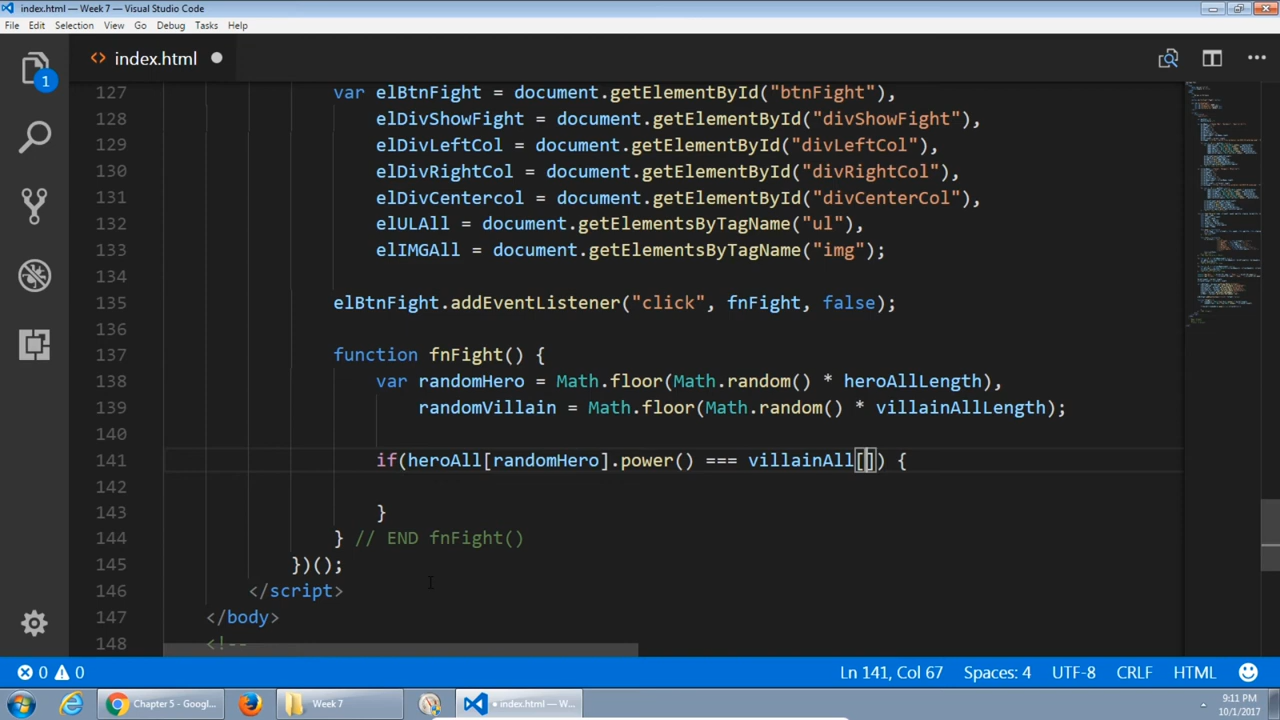 index.html — Week 7 — Visual Studio Code
File Edit Selection View Go Debug Tasks Help
1
index.html
127 var elBtnFight = document.getElementById("btnFight"),
128 elDivShowFight = document.getElementById("divShowFight"),
129 elDivLeftCol = document.getElementById("divLeftCol"),
130 elDivRightCol = document.getElementById("divRightCol"),
131 elDivCentercol = document.getElementById("divCenterCol"),
132 elULAll = document.getElementsByTagName("ul"),
133 elIMGAll = document.getElementsByTagName("img");
134
135 elBtnFight.addEventListener("click", fnFight, false);
136
137 function fnFight() {
138 var randomHero = Math.floor(Math.random() * heroAllLength),
139 randomVillain = Math.floor(Math.random() * villainAllLength);
140
141 if(heroAll[randomHero].power() === villainAll[]) {
142
143 }
144 } // END fnFight()
145 })();
146 </script>
147 </body>
148 <!--
0 0 Ln 141, Col 67 Spaces: 4 UTF-8 CRLF HTML
Chapter 5 - Googl... Week 7 index.html — W... 9:11 PM
10/1/2017